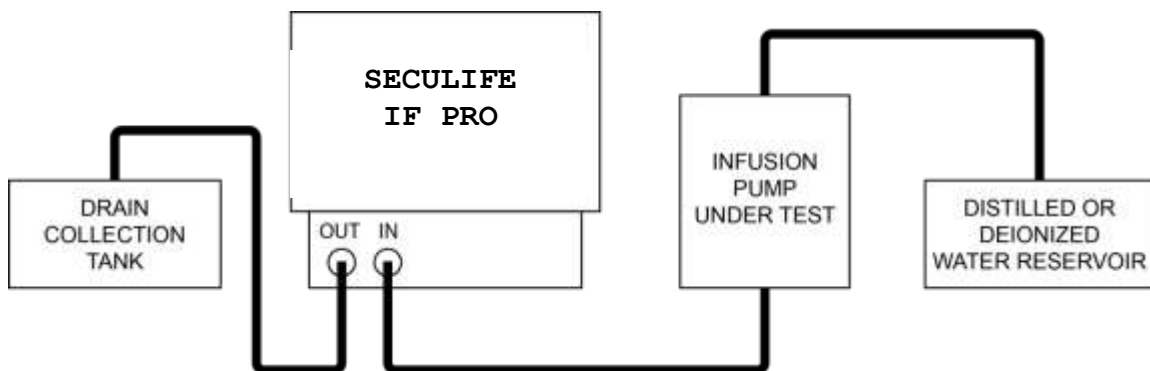 SECULIFE
IF PRO
DRAIN
COLLECTION
TANK
OUT IN
INFUSION
PUMP
UNDER TEST
DISTILLED OR
DEIONIZED
WATER RESERVOIR